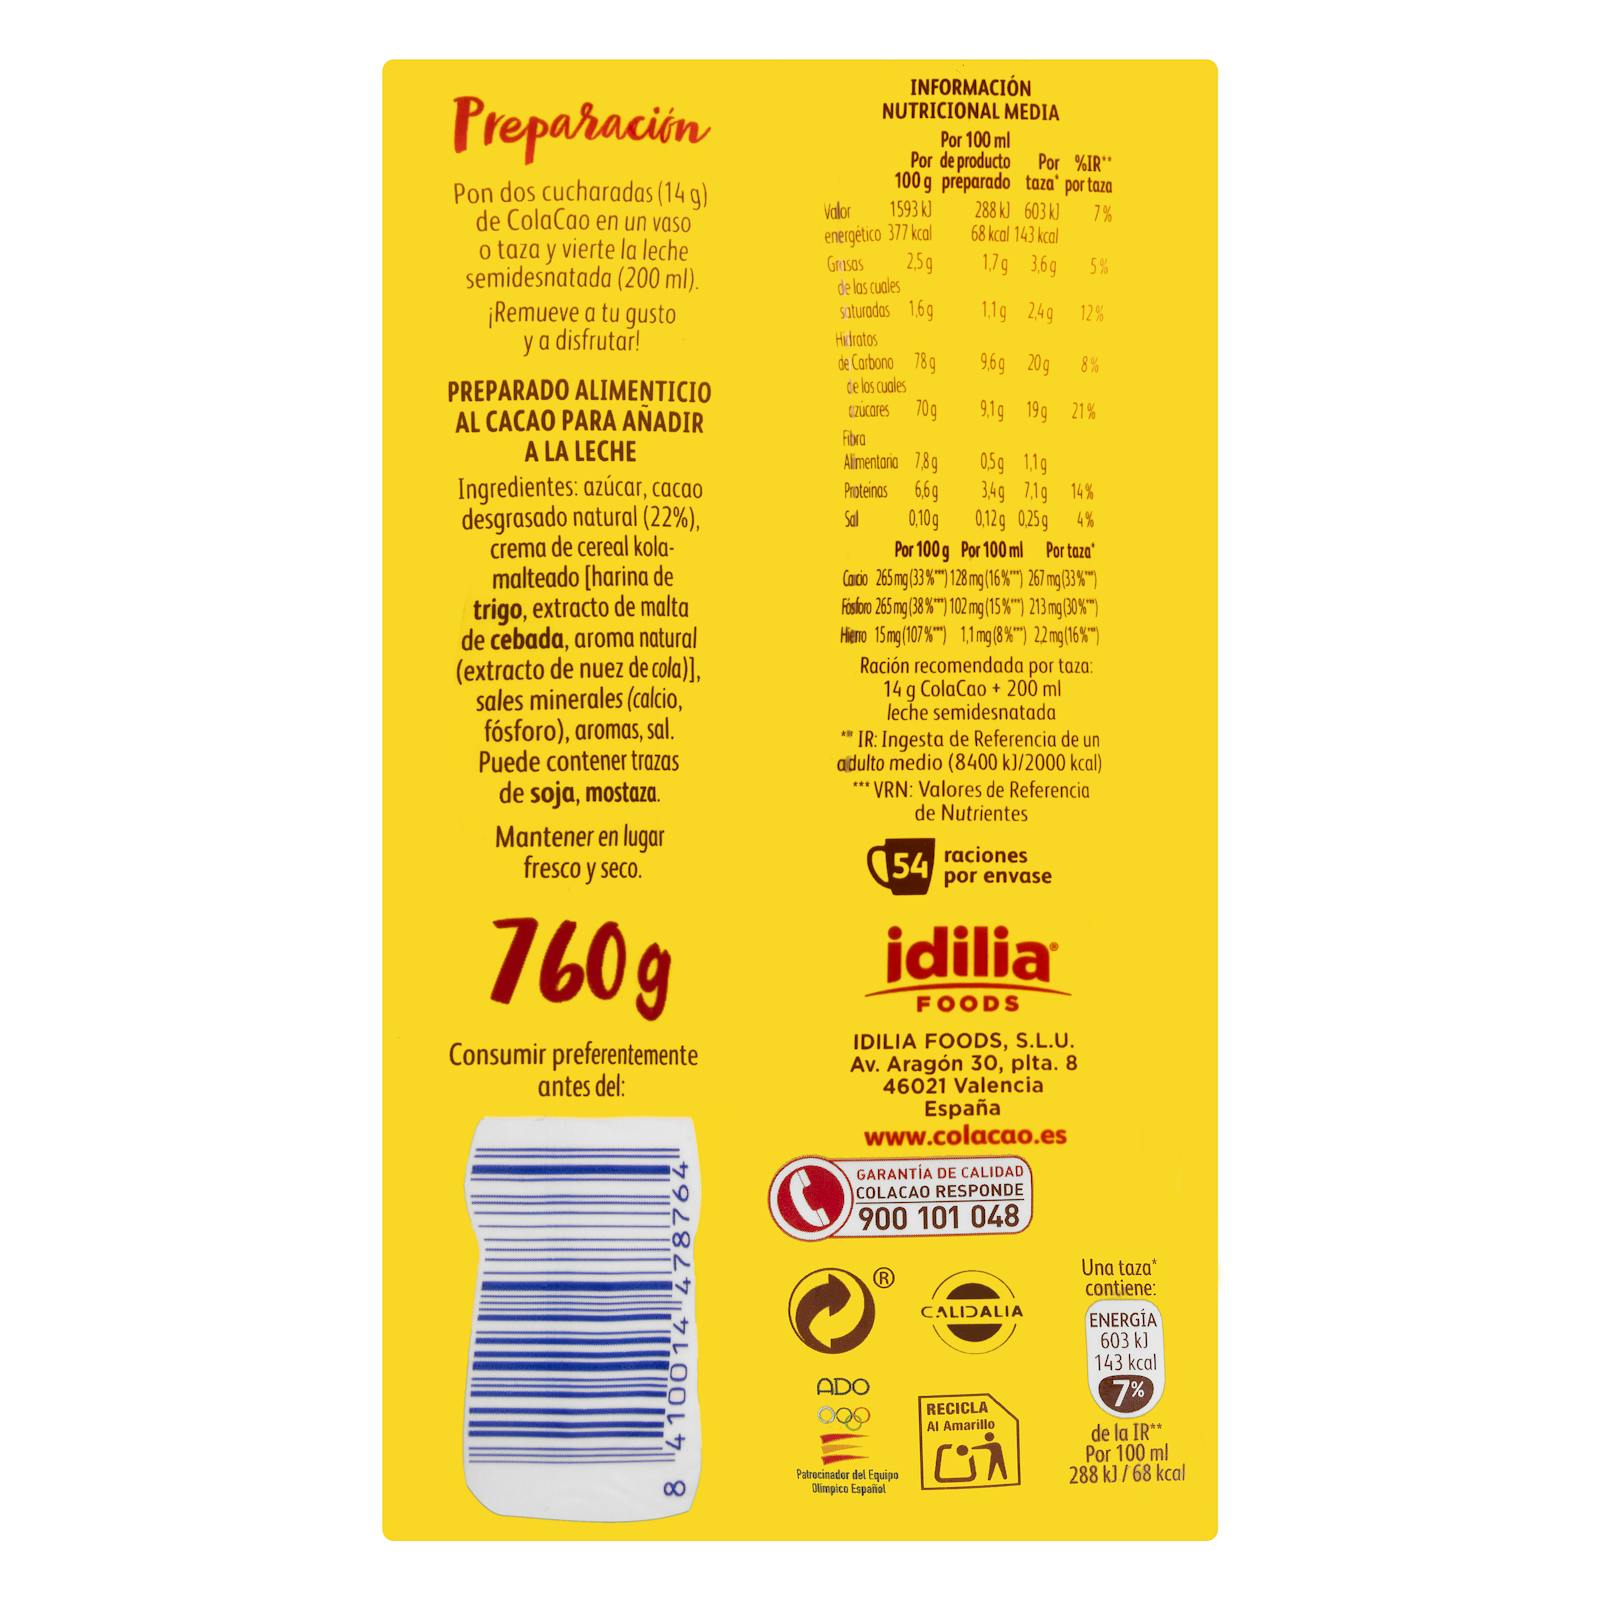 Preparación
Pon dos cucharadas (14 g)
de ColaCao en un vaso
o taza y vierte la leche
semidesnatada (200 ml).
¡Remueve a tu gusto
y a disfrutar!
PREPARADO ALIMENTICIO
AL CACAO PARA AÑADIR
A LA LECHE
Ingredientes: azúcar, cacao
desgrasado natural (22%),
crema de cereal kola-
malteado [harina de
trigo, extracto de malta
de cebada, aroma natural
(extracto de nuez de cola)],
sales minerales (calcio,
fósforo), aromas, sal.
Puede contener trazas
de soja, mostaza.
Mantener en lugar
fresco y seco.
760 g
Consumir preferentemente
antes del:
8 410014 478764
INFORMACIÓN
NUTRICIONAL MEDIA
Por 100 ml
Por de producto Por %IR**
100 g preparado taza* por taza
Valor 1593 kJ 288 kJ 603 kJ 7%
energético 377 kcal 68 kcal 143 kcal
Grasas 2,5 g 1,7 g 3,6 g 5%
de las cuales
saturadas 1,6 g 1,1 g 2,4 g 12%
Hidratos
de Carbono 78 g 9,6 g 20 g 8%
de los cuales
azúcares 70 g 9,1 g 19 g 21%
Fibra
Alimentaria 7,8 g 0,5 g 1,1 g
Proteínas 6,6 g 3,4 g 7,1 g 14%
Sal 0,10 g 0,12 g 0,25 g 4%
Por 100 g Por 100 ml Por taza*
Calcio 265 mg (33%***) 128 mg (16%***) 267 mg (33%***)
Fósforo 265 mg (38%***) 102 mg (15%***) 213 mg (30%***)
Hierro 15 mg (107%***) 1,1 mg (8%***) 2,2 mg (16%***)
Ración recomendada por taza:
14 g ColaCao + 200 ml
leche semidesnatada
** IR: Ingesta de Referencia de un
adulto medio (8400 kJ/2000 kcal)
*** VRN: Valores de Referencia
de Nutrientes
54 raciones
por envase
idilia®
FOODS
IDILIA FOODS, S.L.U.
Av. Aragón 30, plta. 8
46021 Valencia
España
www.colacao.es
GARANTÍA DE CALIDAD
COLACAO RESPONDE
900 101 048
®
CALIDALIA
ADO
Patrocinador del Equipo
Olímpico Español
RECICLA
Al Amarillo
Una taza*
contiene:
ENERGÍA
603 kJ
143 kcal
7%
de la IR**
Por 100 ml
288 kJ / 68 kcal